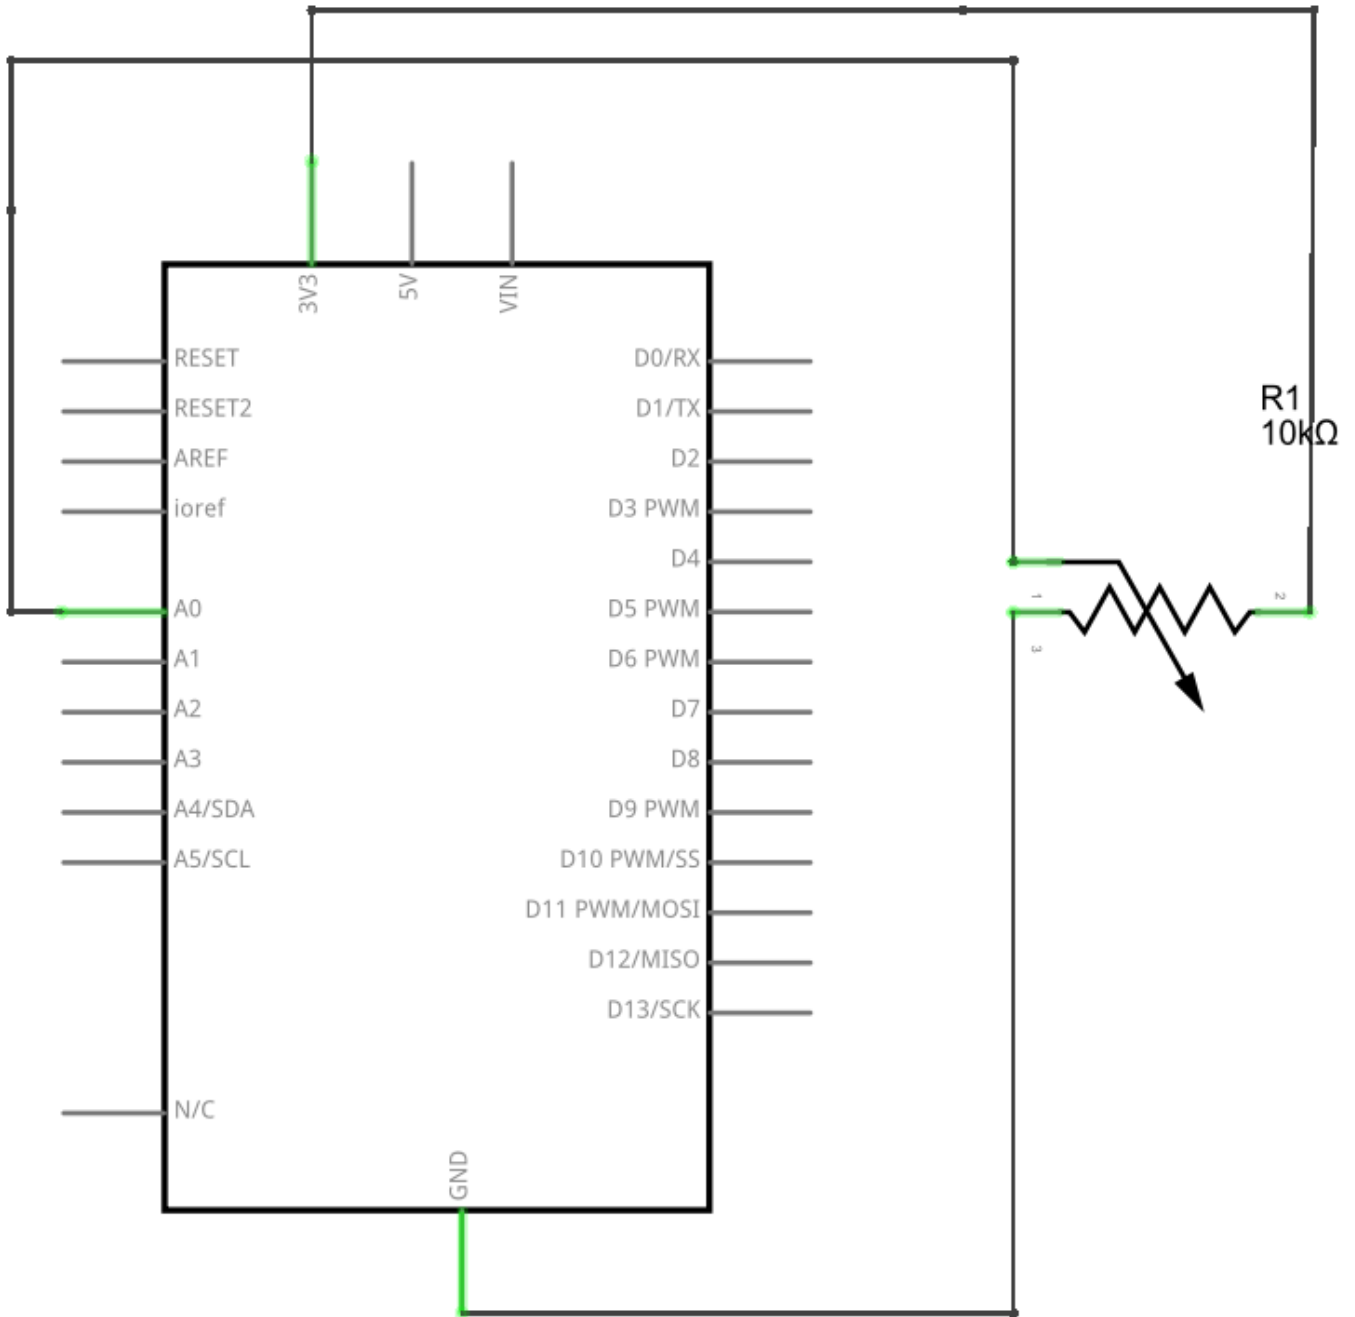 3V3
5V
VIN
RESET
RESET2
AREF
ioref
A0
A1
A2
A3
A4/SDA
A5/SCL
N/C
D0/RX
D1/TX
D2
D3 PWM
D4
D5 PWM
D6 PWM
D7
D8
D9 PWM
D10 PWM/SS
D11 PWM/MOSI
D12/MISO
D13/SCK
GND
R1
10kΩ
1
2
3